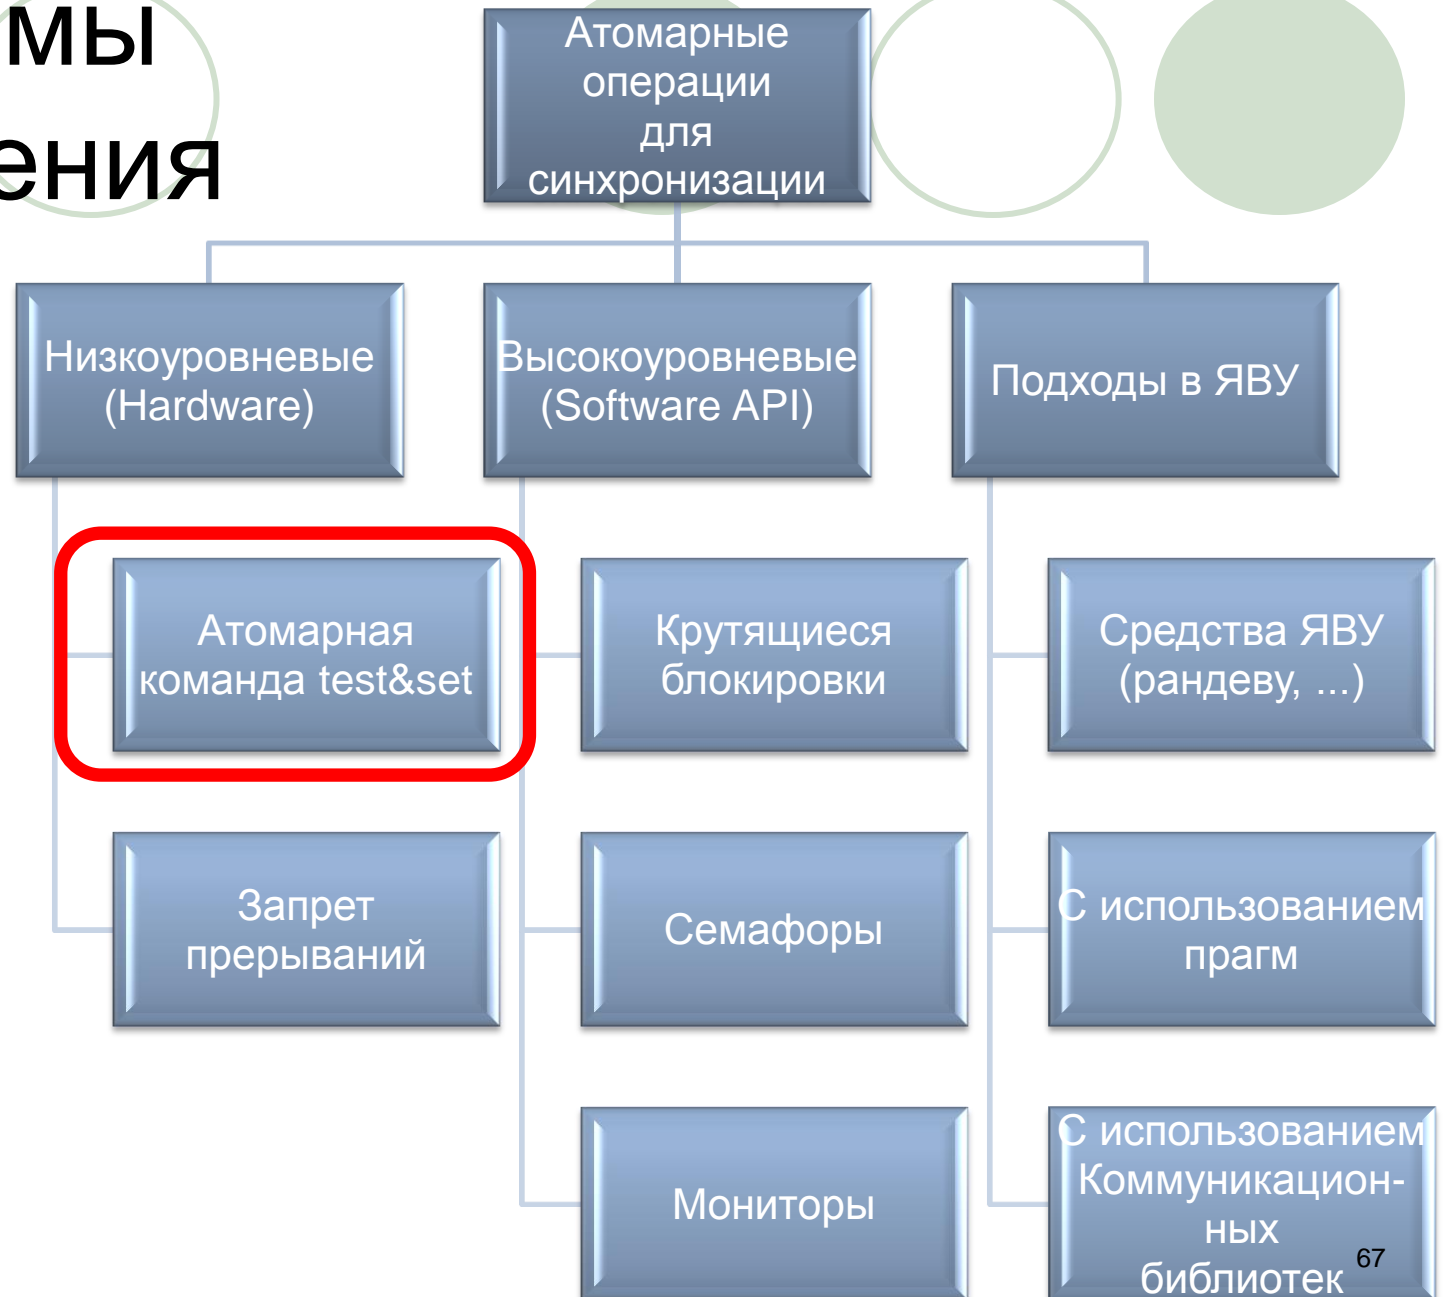 мы
ения
Атомарные
операции
для
синхронизации
Низкоуровневые
(Hardware)
Высокоуровневые
(Software API)
Подходы в ЯВУ
Атомарная
команда test&set
Крутящиеся
блокировки
Средства ЯВУ
(рандеву, ...)
Запрет
прерываний
Семафоры
С использованием
прагм
Мониторы
С использованием
Коммуникацион-
ных
библиотек
67